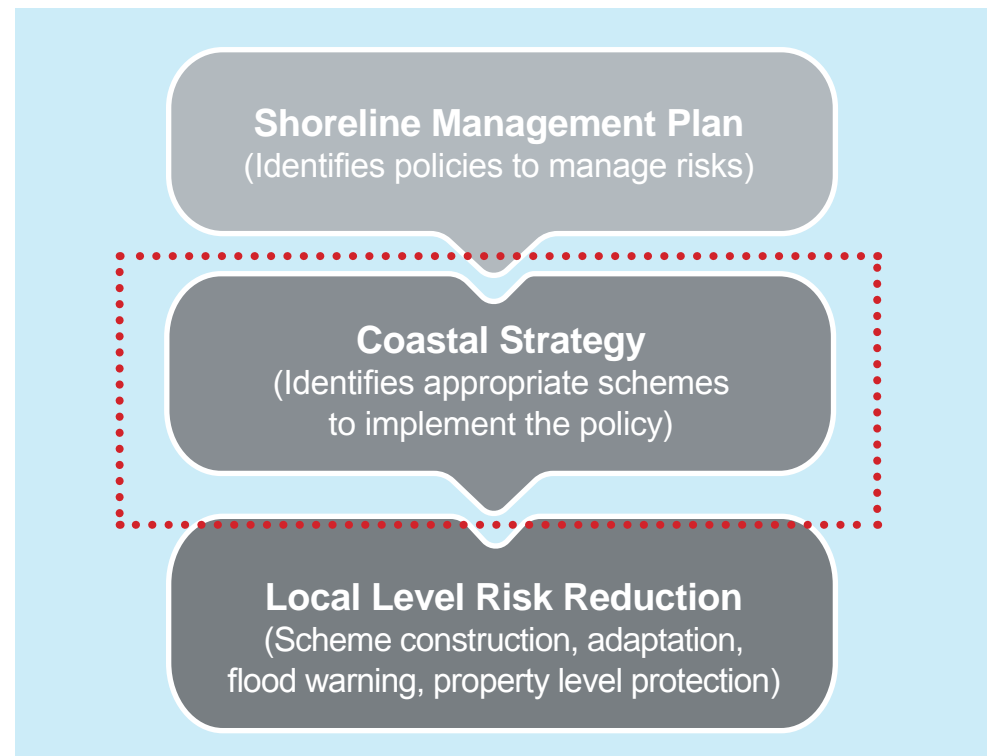 Shoreline Management Plan
(Identifies policies to manage risks)
Coastal Strategy
(Identifies appropriate schemes
to implement the policy)
Local Level Risk Reduction
(Scheme construction, adaptation,
flood warning, property level protection)